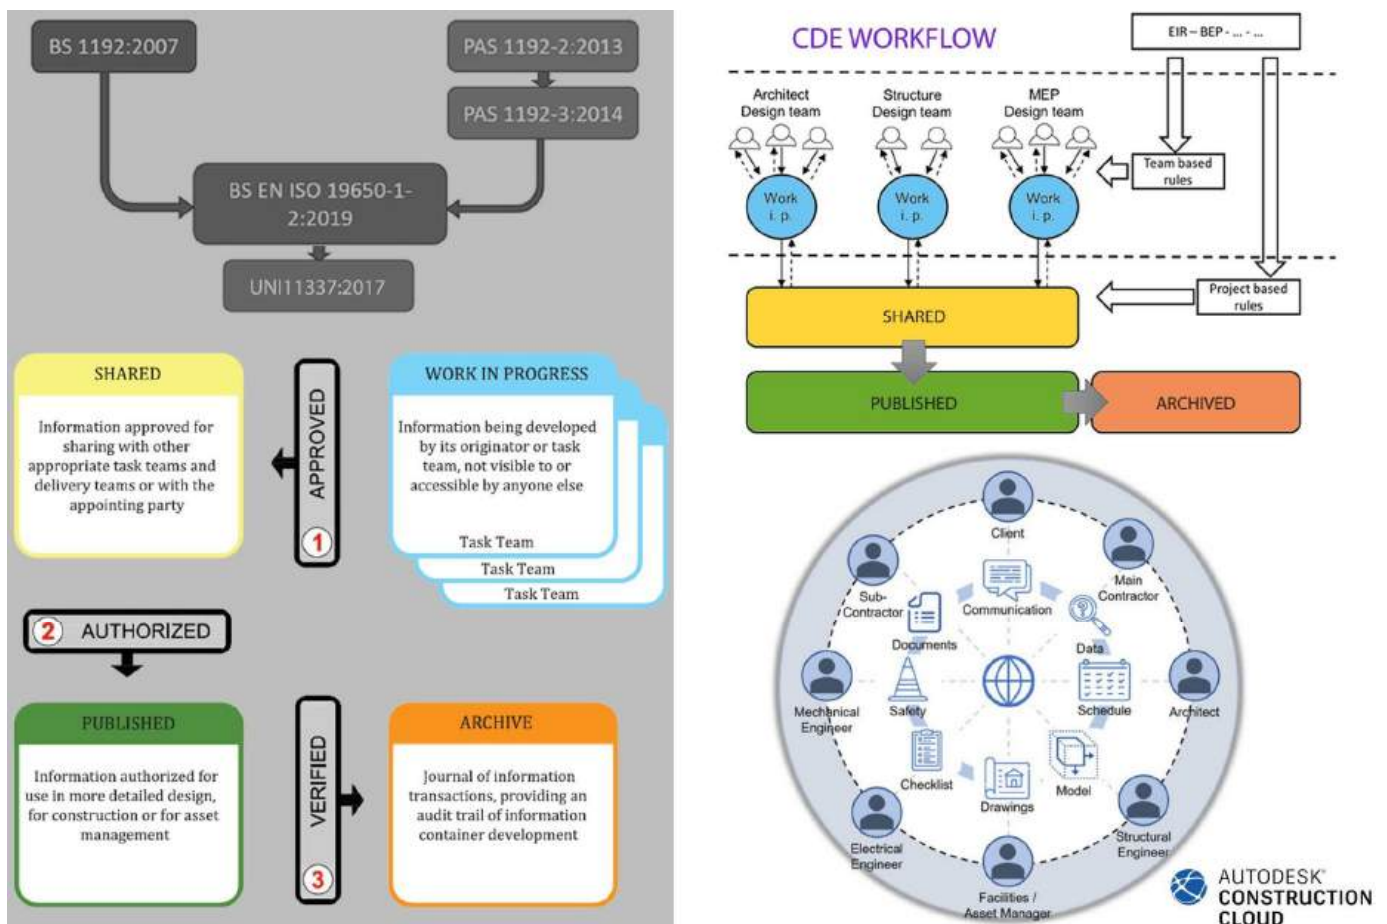 BS 1192:2007
PAS 1192-2:2013
PAS 1192-3:2014
BS EN ISO 19650-1-
2:2019
UNI11337:2017
SHARED
Information approved for
sharing with other
appropriate task teams and
delivery teams or with the
appointing party
APPROVED
1
WORK IN PROGRESS
Information being developed
by its originator or task
team, not visible to or
accessible by anyone else
Task Team
Task Team
Task Team
2 AUTHORIZED
PUBLISHED
Information authorized for
use in more detailed design,
for construction or for asset
management
VERIFIED
3
ARCHIVE
Journal of information
transactions, providing an
audit trail of information
container development
CDE WORKFLOW
EIR – BEP - ... - ...
Architect
Design team
Structure
Design team
MEP
Design team
Work
i. p.
Work
i. p.
Work
i. p.
Team based
rules
Project based
rules
SHARED
PUBLISHED
ARCHIVED
Client
Main
Contractor
Architect
Structural
Engineer
Facilities /
Asset Manager
Electrical
Engineer
Mechanical
Engineer
Sub-
Contractor
Communication
Data
Schedule
Model
Drawings
Checklist
Safety
Documents
AUTODESK®
CONSTRUCTION
CLOUD